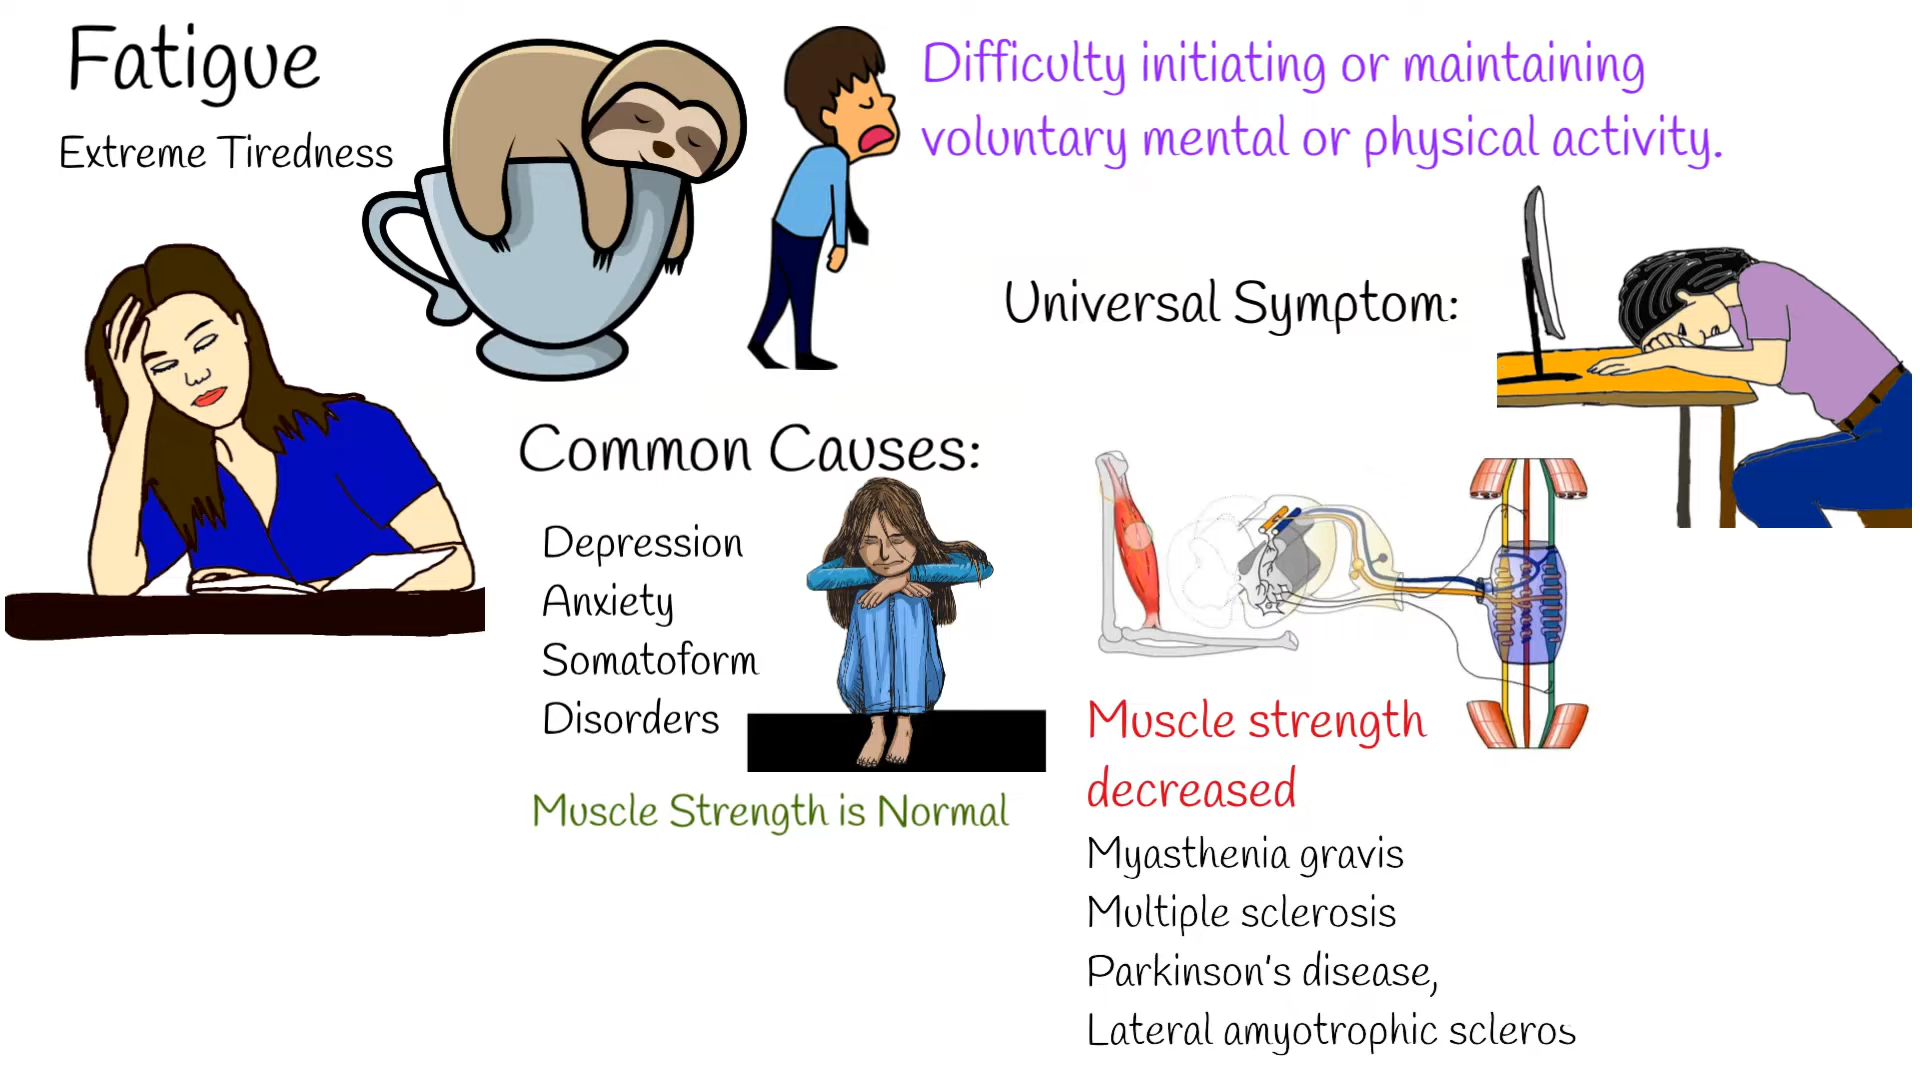 Fatigue
Extreme Tiredness
Difficulty initiating or maintaining
voluntary mental or physical activity.
Universal Symptom:
Common Causes:
Depression
Anxiety
Somatoform
Disorders
Muscle Strength is Normal
Muscle strength
decreased
Myasthenia gravis
Multiple sclerosis
Parkinson's disease,
Lateral amyotrophic scleros